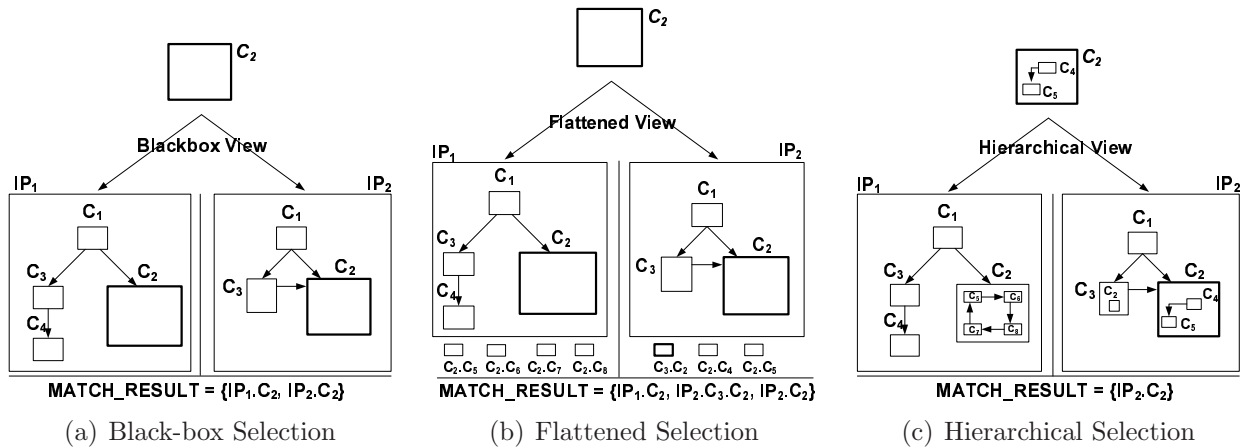 C₂
Blackbox View
IP₁
IP₂
C₁
C₃
C₂
C₄
C₁
C₃
C₂
MATCH_RESULT = {IP₁.C₂, IP₂.C₂}
(a) Black-box Selection
C₂
Flattened View
IP₁
IP₂
C₁
C₃
C₂
C₄
C₁
C₃
C₂
C₂.C₅ C₂.C₆ C₂.C₇ C₂.C₈
C₃.C₂ C₂.C₄ C₂.C₅
MATCH_RESULT = {IP₁.C₂, IP₂.C₃.C₂, IP₂.C₂}
(b) Flattened Selection
C₂
C₄
C₅
Hierarchical View
IP₁
IP₂
C₁
C₃
C₂
C₄
C₅ C₆
C₇ C₈
C₁
C₂
C₃
C₂
C₄
C₅
MATCH_RESULT = {IP₂.C₂}
(c) Hierarchical Selection